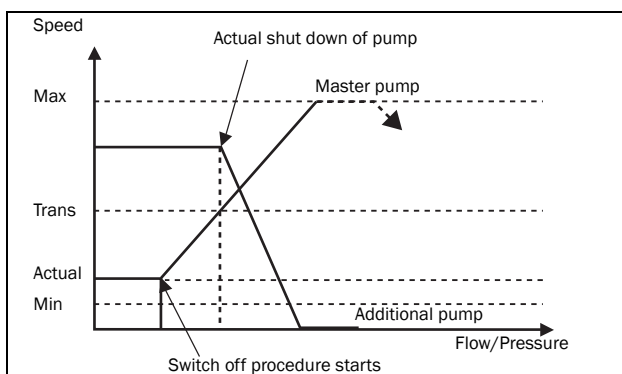 Speed
Actual shut down of pump
Max
Master pump
Trans
Actual
Min
Additional pump
Flow/Pressure
Switch off procedure starts